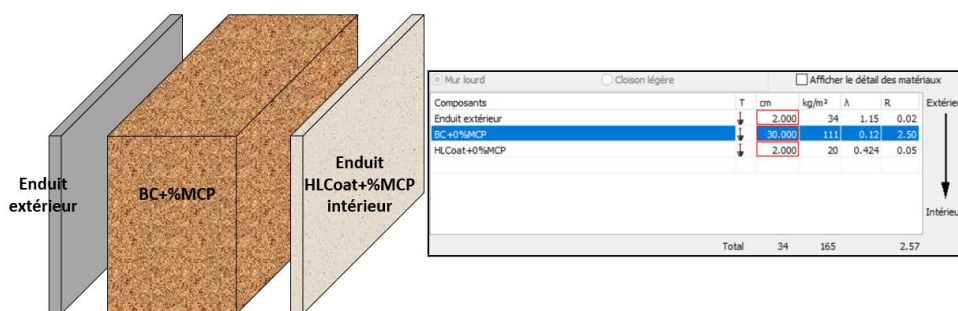 Enduit
extérieur
BC+%MCP
Enduit
HLCoat+%MCP
intérieur
Mur lourd Cloison légère Afficher le détail des matériaux
Composants T cm kg/m² λ R Extérieur
Enduit extérieur 2.000 34 1.15 0.02
BC+0%MCP 30.000 111 0.12 2.50
HLCoat+0%MCP 2.000 20 0.424 0.05
Intérieur
Total 34 165 2.57